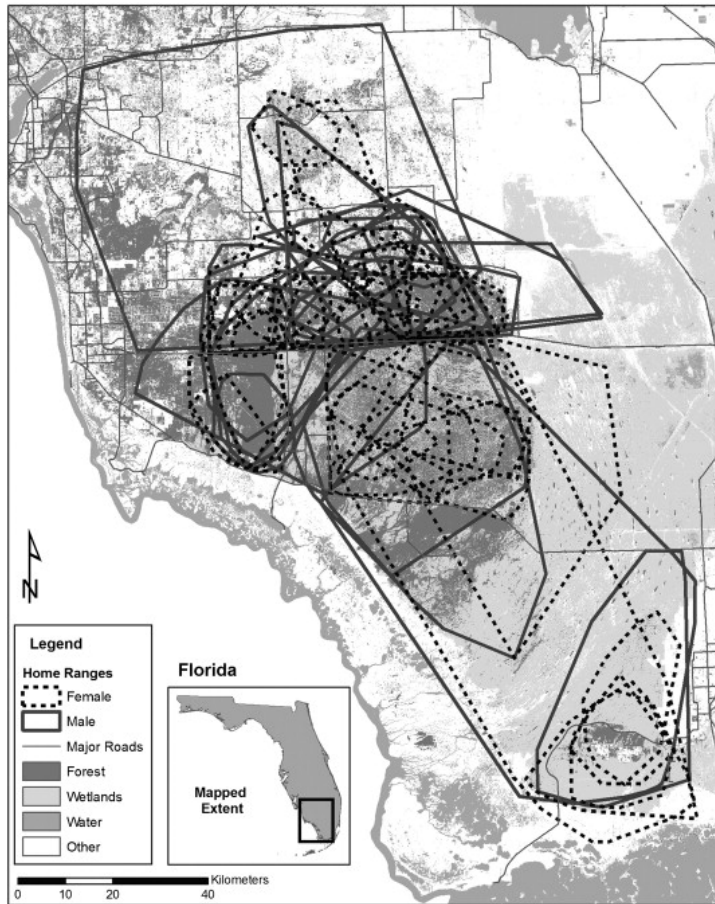 N
Legend
Home Ranges
Female
Male
Major Roads
Forest
Wetlands
Water
Other
Florida
Mapped
Extent
Kilometers
0 10 20 40